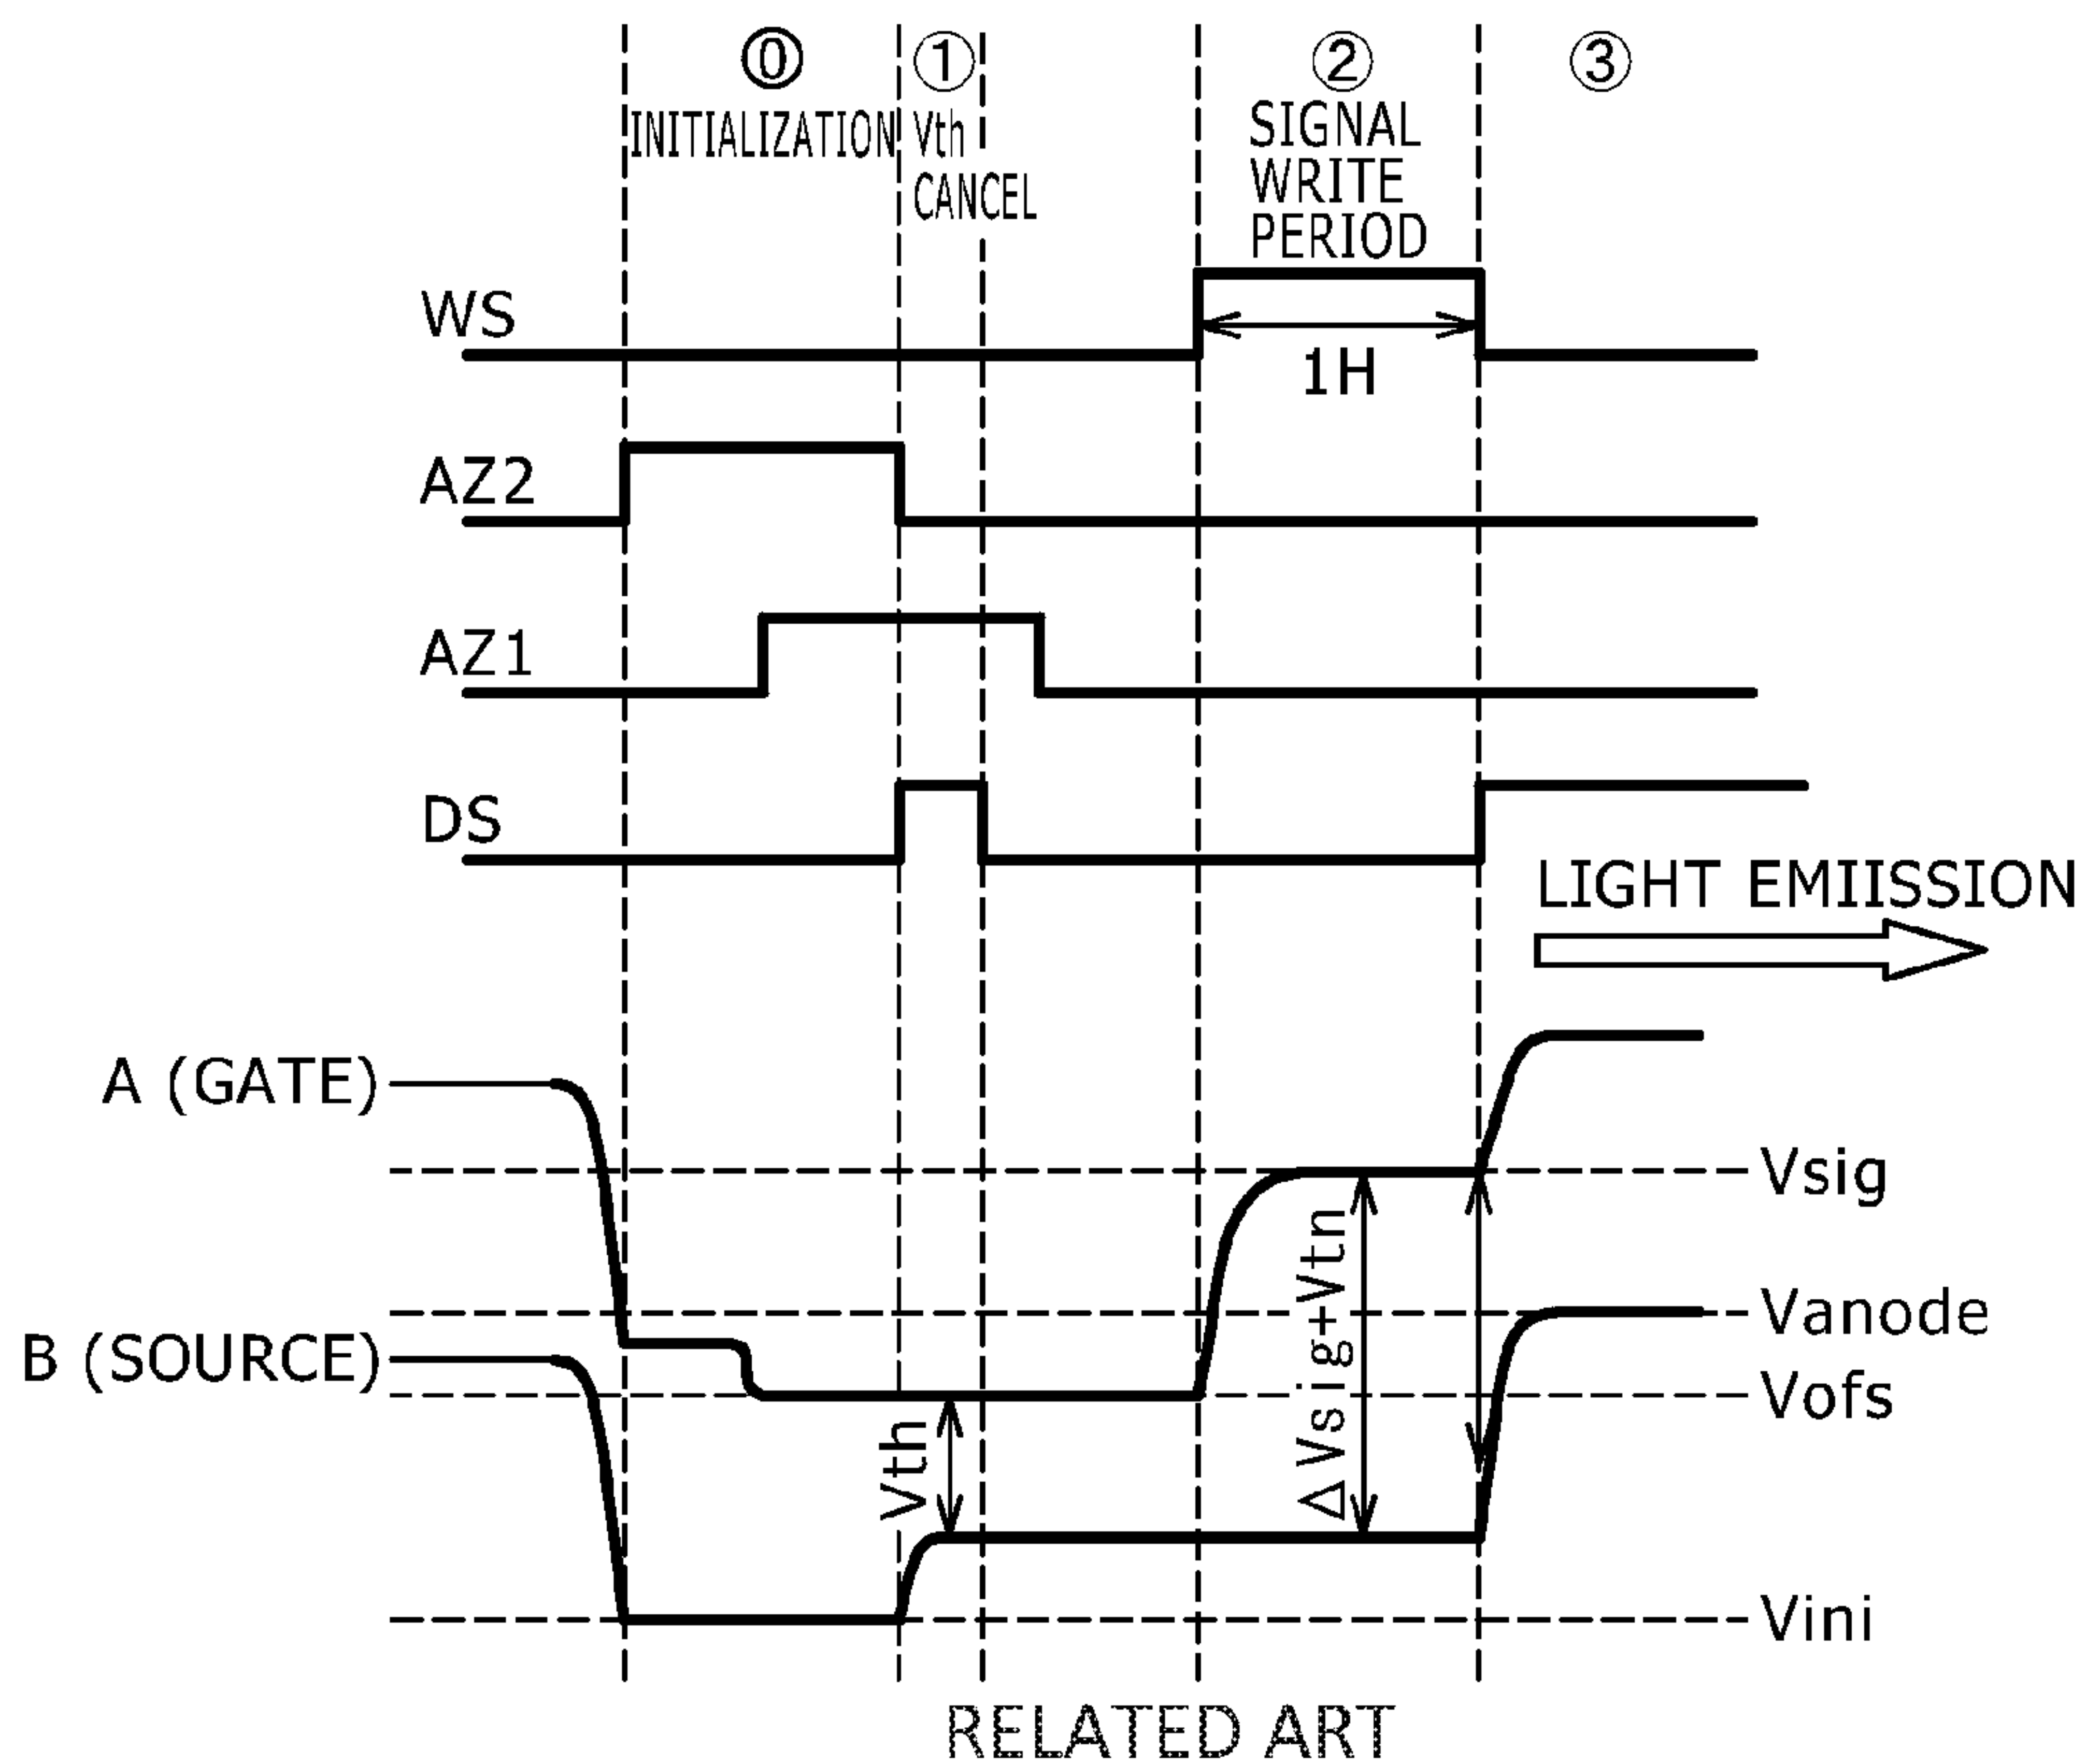 ⓪ ① ② ③
INITIALIZATION
Vth
CANCEL
SIGNAL
WRITE
PERIOD
WS
1H
AZ2
AZ1
DS
LIGHT EMIISSION
A (GATE)
Vsig
ΔVsig+Vtn
Vanode
B (SOURCE)
Vofs
Vth
Vini
RELATED ART